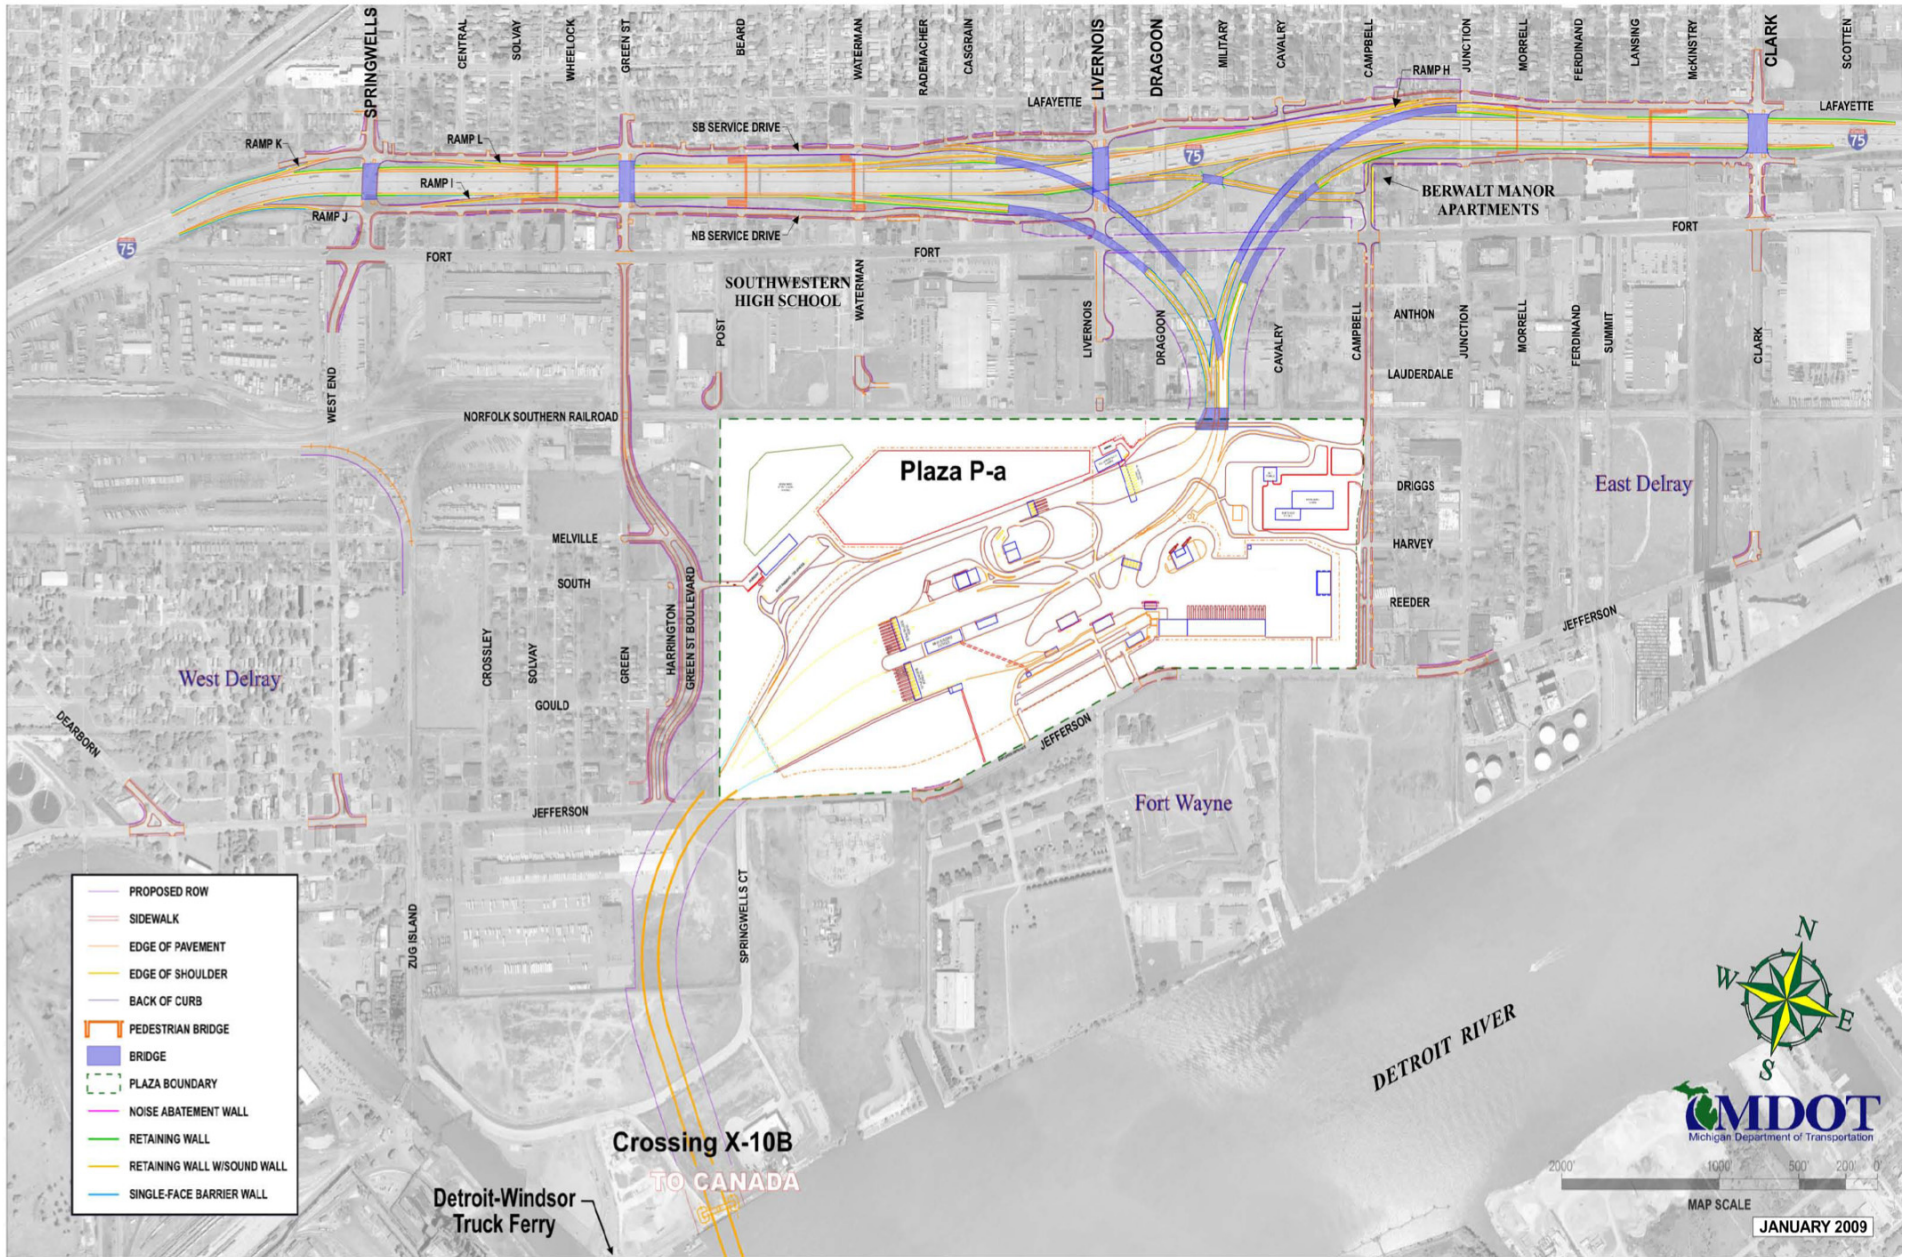 SPRINGWELLS
CENTRAL
SOLVAY
WHEELOCK
GREEN ST
BEARD
WATERMAN
RADEMACHER
CASGRAIN
LIVERNOIS
DRAGOON
MILITARY
CAVALRY
CAMPBELL
JUNCTION
MORRELL
FERDINAND
LANSING
McKINSTRY
CLARK
SCOTTEN
RAMP H
LAFAYETTE
LAFAYETTE
RAMP K
RAMP L
SB SERVICE DRIVE
75
75
RAMP I
BERWALT MANOR
APARTMENTS
RAMP J
NB SERVICE DRIVE
75
FORT
FORT
FORT
SOUTHWESTERN
HIGH SCHOOL
WATERMAN
POST
LIVERNOIS
DRAGOON
CAVALRY
CAMPBELL
ANTHON
JUNCTION
MORRELL
FERDINAND
SUMMIT
CLARK
LAUDERDALE
WEST END
NORFOLK SOUTHERN RAILROAD
Plaza P-a
DRIGGS
East Delray
MELVILLE
HARVEY
SOUTH
REEDER
JEFFERSON
CROSSLEY
SOLVAY
GREEN
HARRINGTON
GREEN ST BOULEVARD
West Delray
GOULD
DEARBORN
JEFFERSON
JEFFERSON
Fort Wayne
ZUG ISLAND
SPRINGWELLS CT
PROPOSED ROW
SIDEWALK
EDGE OF PAVEMENT
EDGE OF SHOULDER
BACK OF CURB
PEDESTRIAN BRIDGE
BRIDGE
PLAZA BOUNDARY
NOISE ABATEMENT WALL
RETAINING WALL
RETAINING WALL W/SOUND WALL
SINGLE-FACE BARRIER WALL
DETROIT RIVER
N
W
E
S
MDOT
Michigan Department of Transportation
Crossing X-10B
TO CANADA
Detroit-Windsor
Truck Ferry
2000' 1000' 500' 200' 0'
MAP SCALE
JANUARY 2009